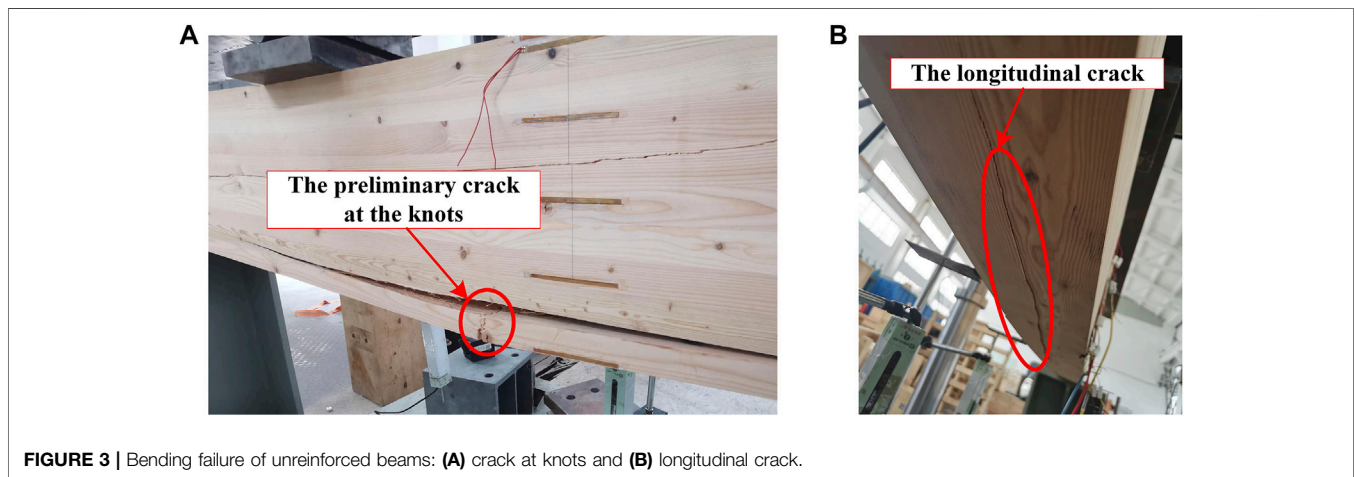 A
B
The preliminary crack
at the knots
The longitudinal crack
FIGURE 3 | Bending failure of unreinforced beams: (A) crack at knots and (B) longitudinal crack.